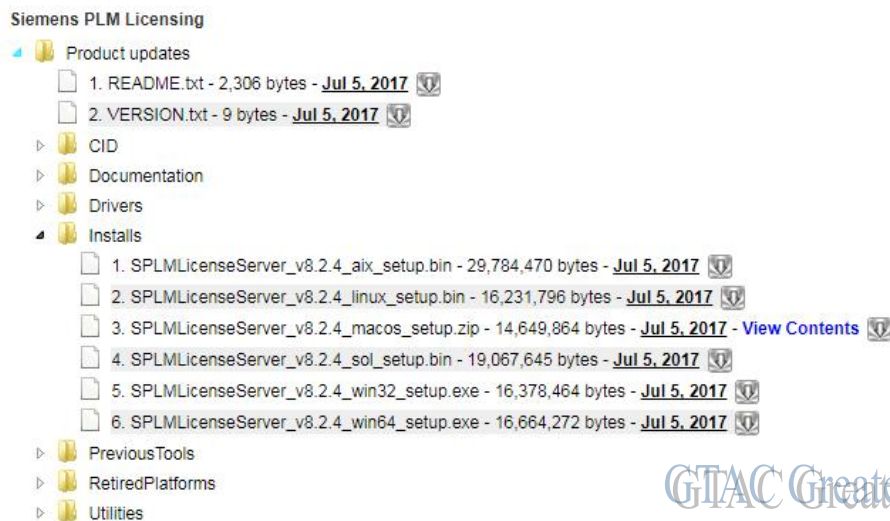 Siemens PLM Licensing
Product updates
1. README.txt - 2,306 bytes - Jul 5, 2017
2. VERSION.txt - 9 bytes - Jul 5, 2017
CID
Documentation
Drivers
Installs
1. SPLMLicenseServer_v8.2.4_aix_setup.bin - 29,784,470 bytes - Jul 5, 2017
2. SPLMLicenseServer_v8.2.4_linux_setup.bin - 16,231,796 bytes - Jul 5, 2017
3. SPLMLicenseServer_v8.2.4_macos_setup.zip - 14,649,864 bytes - Jul 5, 2017 - View Contents
4. SPLMLicenseServer_v8.2.4_sol_setup.bin - 19,067,645 bytes - Jul 5, 2017
5. SPLMLicenseServer_v8.2.4_win32_setup.exe - 16,378,464 bytes - Jul 5, 2017
6. SPLMLicenseServer_v8.2.4_win64_setup.exe - 16,664,272 bytes - Jul 5, 2017
PreviousTools
RetiredPlatforms
Utilities
GTAC